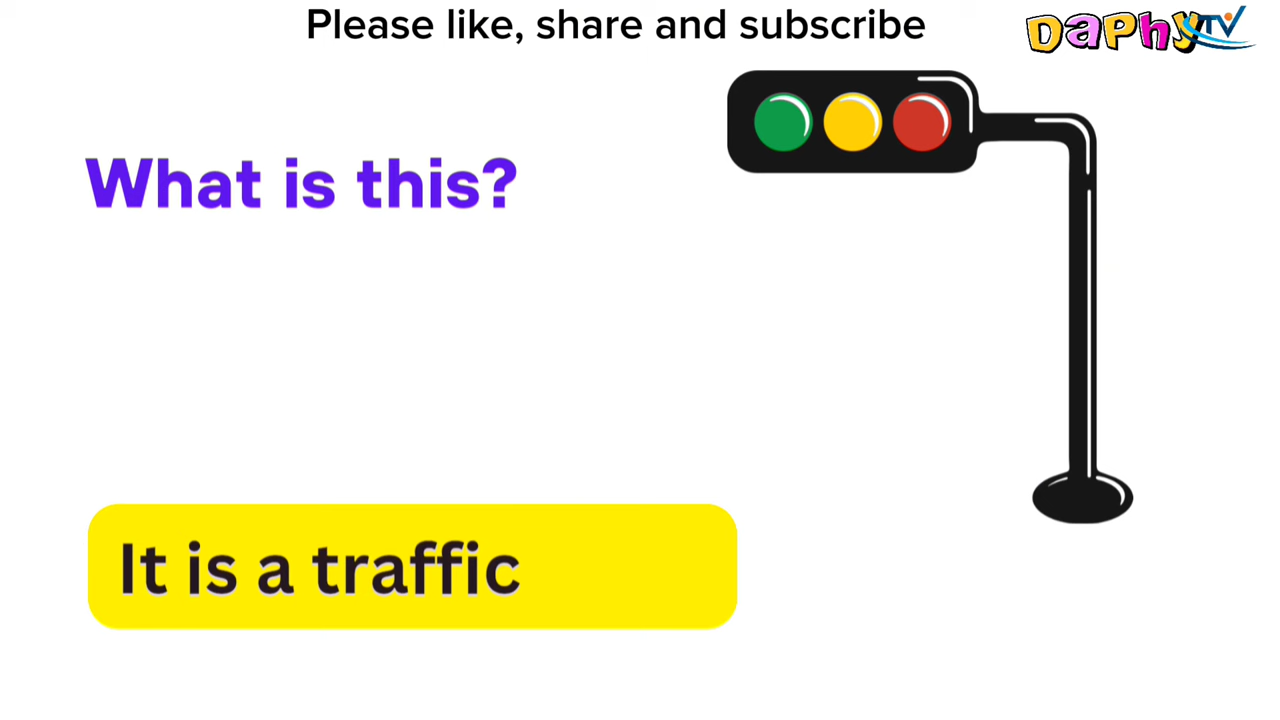 Please like, share and subscribe
Daphy TV
What is this?
It is a traffic